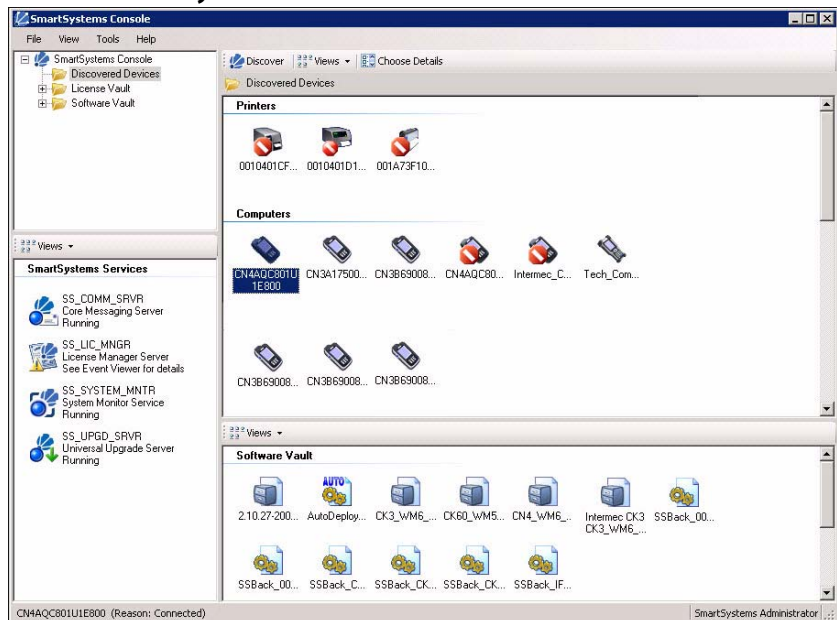 SmartSystems Console
File View Tools Help
SmartSystems Console
Discovered Devices
License Vault
Software Vault
Views
SmartSystems Services
SS_COMM_SRVR
Core Messaging Server
Running
SS_LIC_MNGR
License Manager Server
See Event Viewer for details
SS_SYSTEM_MNTR
System Monitor Service
Running
SS_UPGD_SRVR
Universal Upgrade Server
Running
Discover Views Choose Details
Discovered Devices
Printers
0010401CF... 0010401D1... 001A73F10...
Computers
CN4AQC801U CN3A17500... CN3B69008... CN4AQC80... Intermec_C... Tech_Com...
1E800
CN3B69008... CN3B69008... CN3B69008...
Views
Software Vault
AUTO
2.10.27-200... AutoDeploy... CK3_WM6_... CK60_WM5... CN4_WM6_... Intermec CK3 SSBack_00...
CK3_WM6_...
SSBack_00... SSBack_C... SSBack_CK... SSBack_CK... SSBack_IF...
CN4AQC801U1E800 (Reason: Connected) SmartSystems Administrator